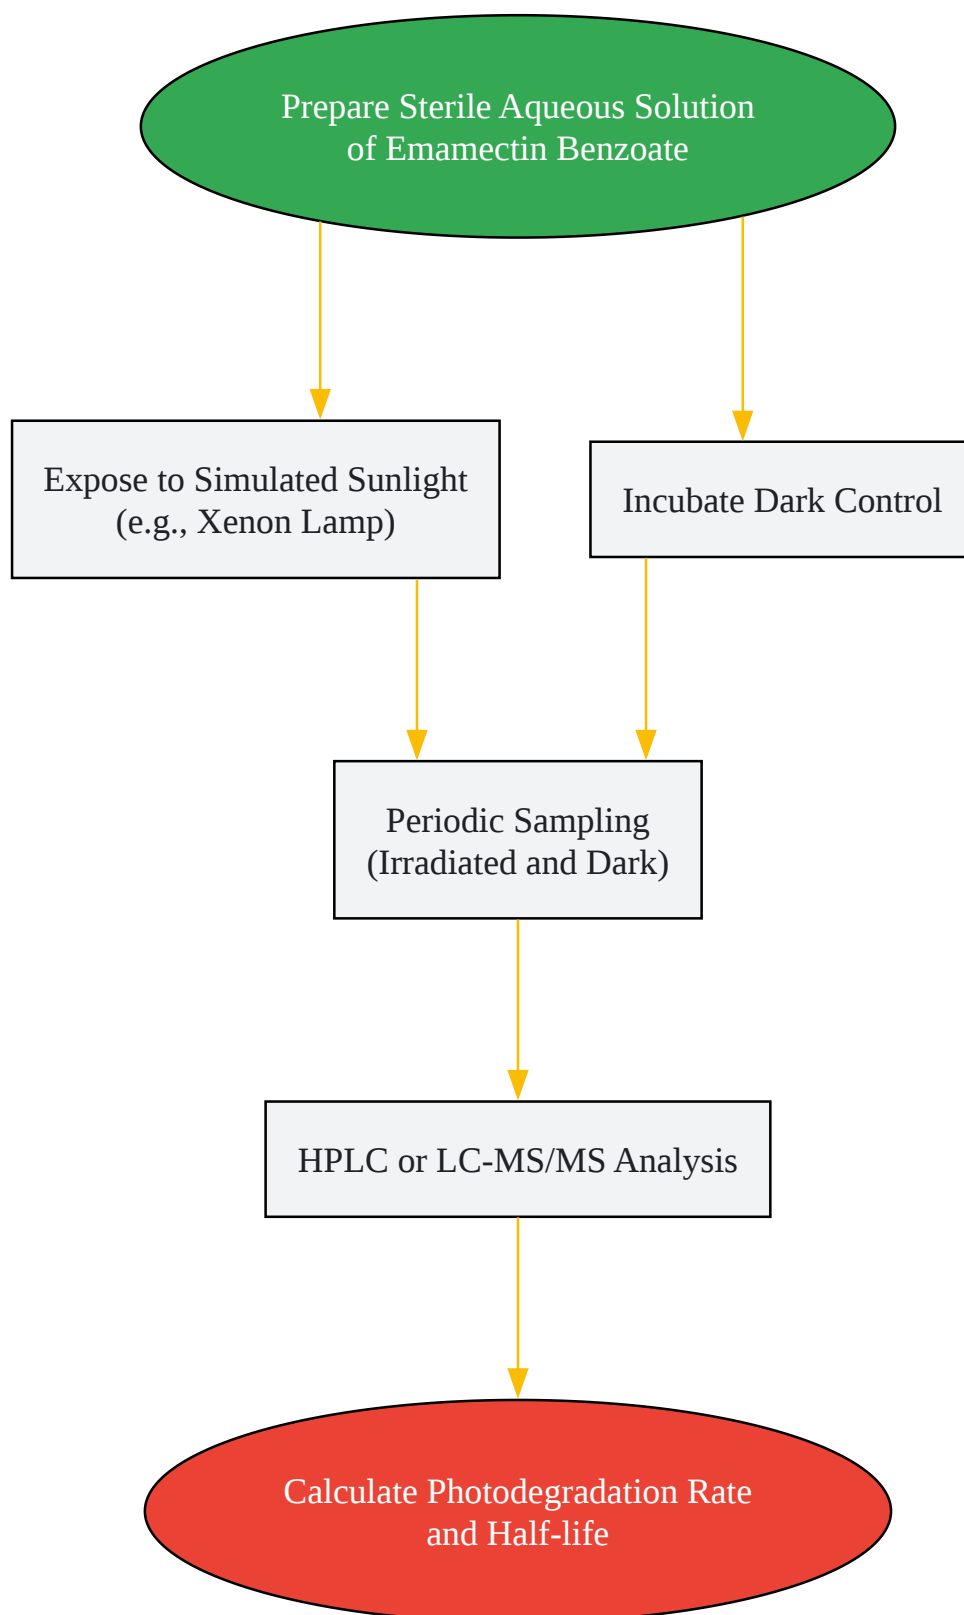 Prepare Sterile Aqueous Solution
of Emamectin Benzoate
Expose to Simulated Sunlight
(e.g., Xenon Lamp)
Incubate Dark Control
Periodic Sampling
(Irradiated and Dark)
HPLC or LC-MS/MS Analysis
Calculate Photodegradation Rate
and Half-life